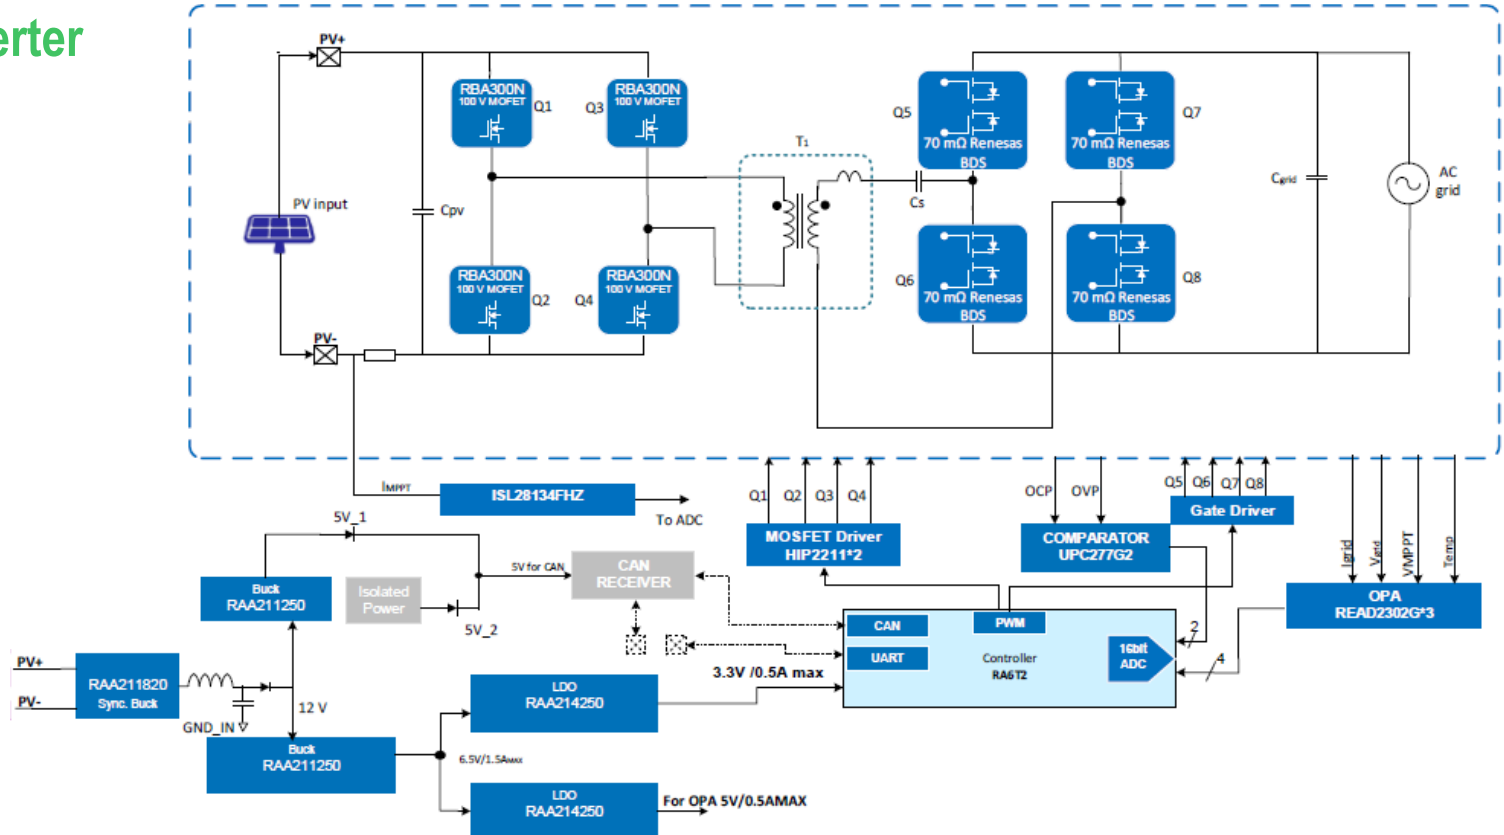 erter
PV+
RBA300N
100 V MOFET
Q1
Q3
RBA300N
100 V MOFET
Q5
70 mΩ Renesas
BDS
70 mΩ Renesas
BDS
Q7
T1
PV input
Cpv
Cs
Cgrid
AC
grid
RBA300N
100 V MOFET
Q2
Q4
RBA300N
100 V MOFET
Q6
70 mΩ Renesas
BDS
70 mΩ Renesas
BDS
Q8
PV-
IMPPT
ISL28134FHZ
To ADC
Q1
Q2
Q3
Q4
OCP
OVP
Q5
Q6
Q7
Q8
Gate Driver
MOSFET Driver
HIP2211*2
COMPARATOR
UPC277G2
Igrid
Vgrid
VMPPT
Temp
OPA
READ2302G*3
5V_1
Buck
RAA211250
Isolated
Power
5V_2
5V for CAN
CAN
RECEIVER
CAN
UART
PWM
Controller
RA6T2
16bit
ADC
2
4
PV+
PV-
RAA211820
Sync. Buck
GND_IN
12 V
Buck
RAA211250
6.5V/1.5AMAX
LDO
RAA214250
3.3V /0.5A max
LDO
RAA214250
For OPA 5V/0.5AMAX